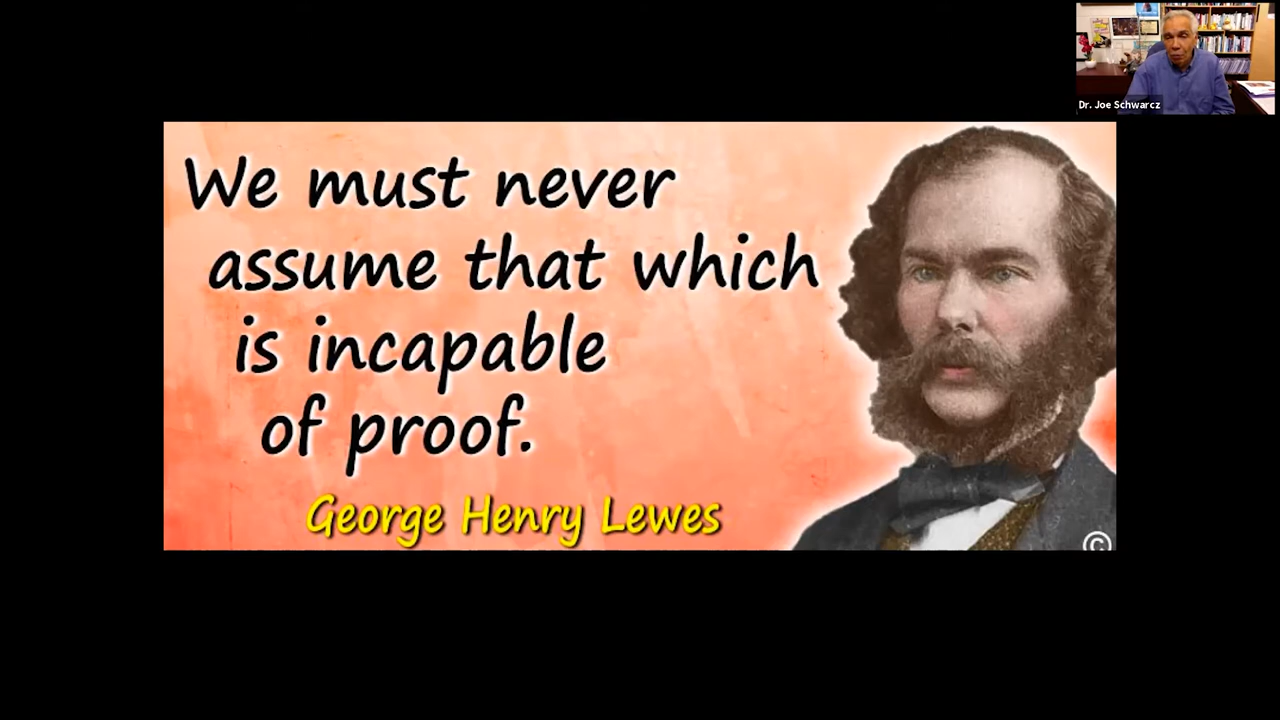 Dr. Joe Schwarcz
We must never
assume that which
is incapable
of proof.
George Henry Lewes
©